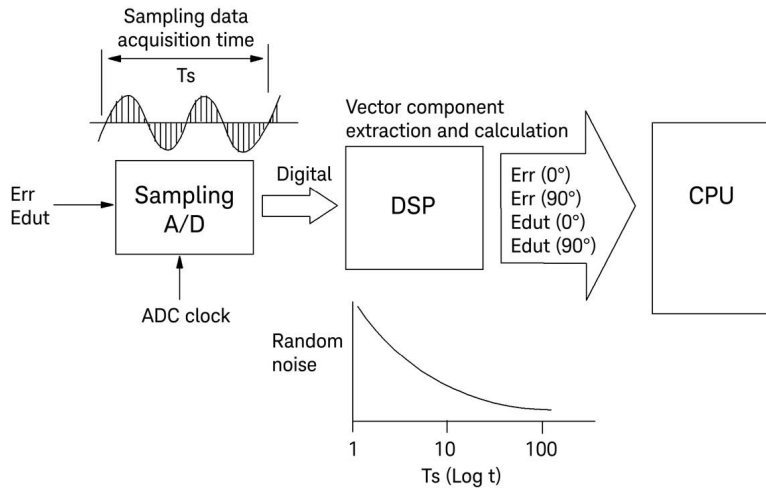 Sampling data
acquisition time
Ts
Vector component
extraction and calculation
Err
Edut
Sampling
A/D
Digital
DSP
Err (0°)
Err (90°)
Edut (0°)
Edut (90°)
CPU
ADC clock
Random
noise
1
10
100
Ts (Log t)